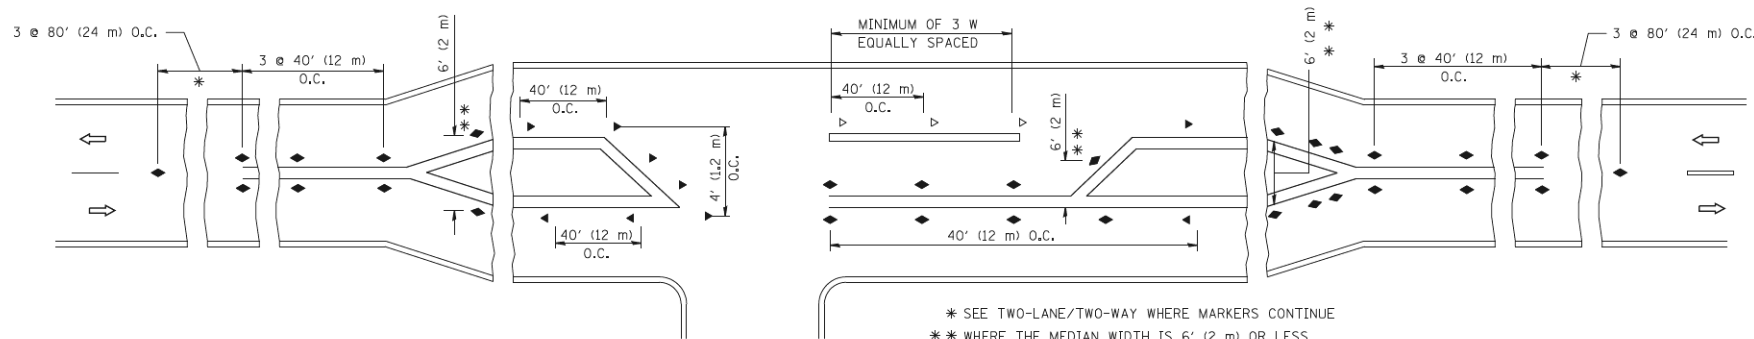 3 @ 80' (24 m) O.C.
3 @ 40' (12 m)
O.C.
*
6' (2 m)
* *
40' (12 m)
O.C.
4' (1.2 m)
O.C.
40' (12 m)
O.C.
MINIMUM OF 3 W
EQUALLY SPACED
40' (12 m)
O.C.
6' (2 m)
* *
40' (12 m) O.C.
6' (2 m) * *
3 @ 40' (12 m)
O.C.
3 @ 80' (24 m) O.C.
*
* SEE TWO-LANE/TWO-WAY WHERE MARKERS CONTINUE
* * WHERE THE MEDIAN WIDTH IS 6' (2 m) OR LESS